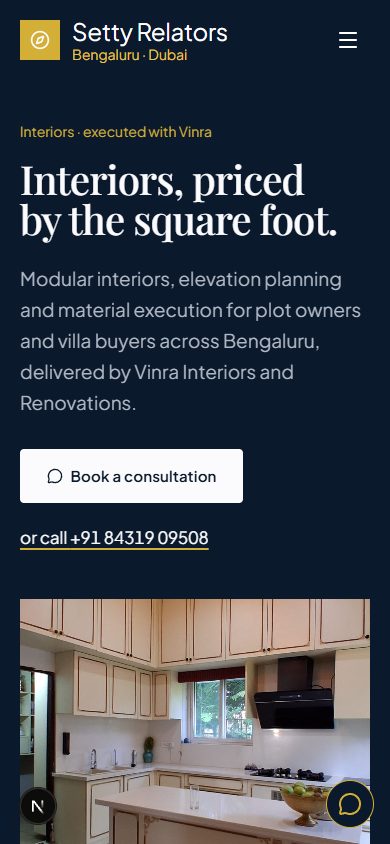 Setty Relators
Bengaluru · Dubai
Interiors · executed with Vinra
Interiors, priced
by the square foot.
Modular interiors, elevation planning
and material execution for plot owners
and villa buyers across Bengaluru,
delivered by Vinra Interiors and
Renovations.
Book a consultation
or call +91 84319 09508
N